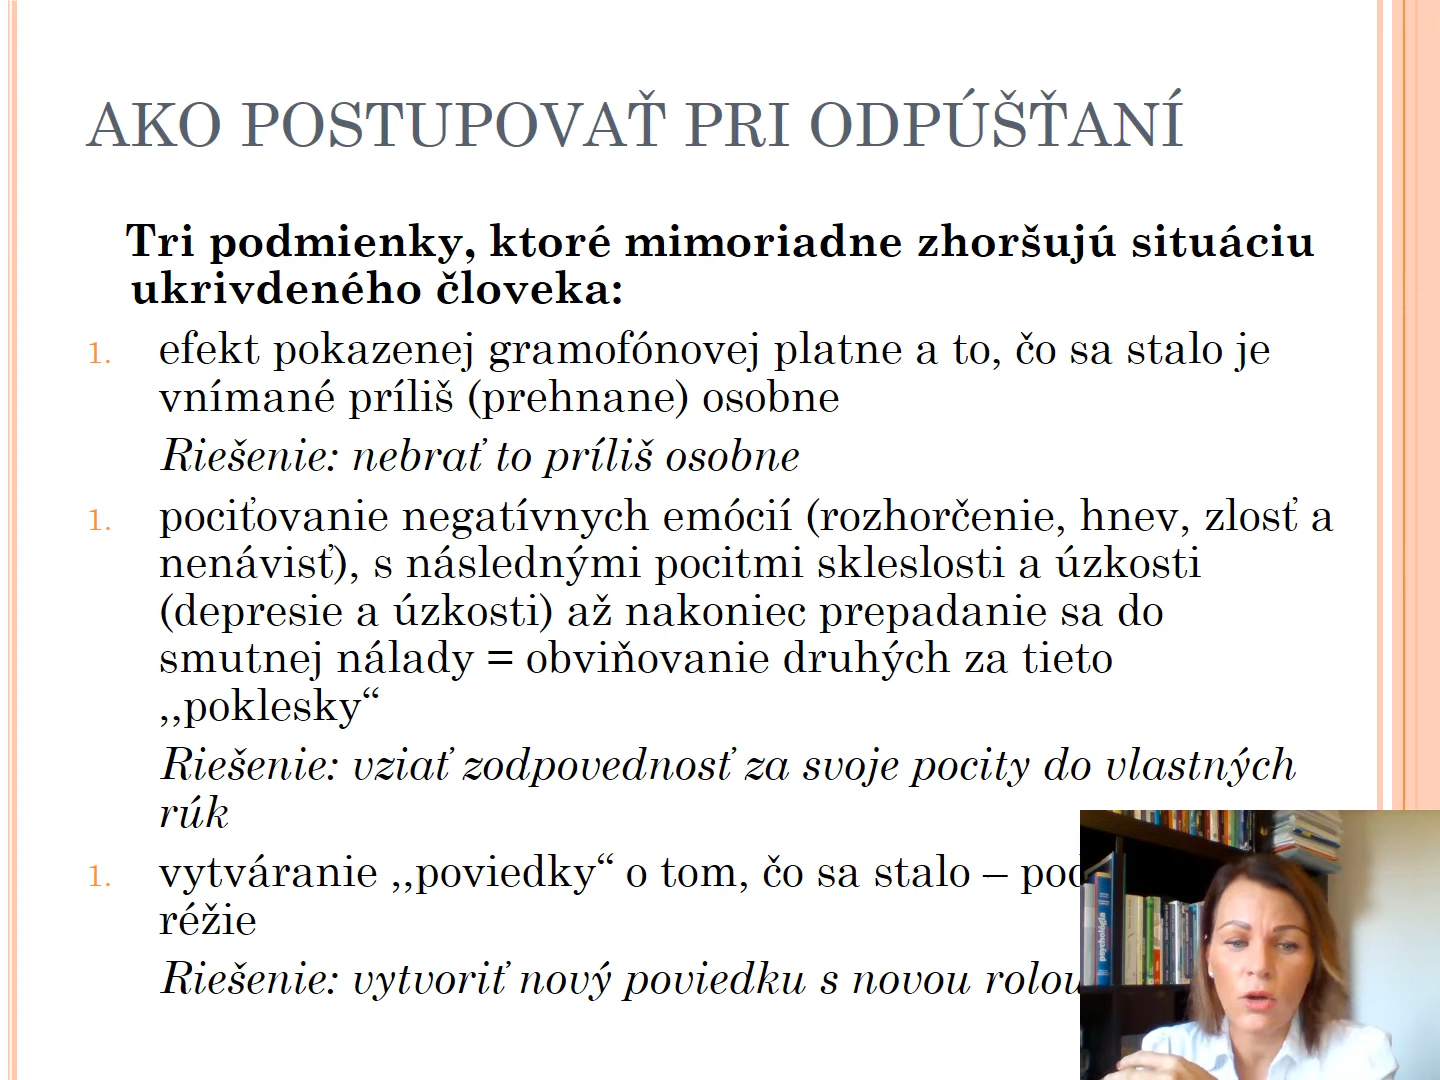 AKO POSTUPOVAŤ PRI ODPÚŠŤANÍ
Tri podmienky, ktoré mimoriadne zhoršujú situáciu
ukrivdeného človeka:
1. efekt pokazenej gramofónovej platne a to, čo sa stalo je
vnímané príliš (prehnane) osobne
Riešenie: nebrať to príliš osobne
1. pociťovanie negatívnych emócií (rozhorčenie, hnev, zlosť a
nenávisť), s následnými pocitmi skleslosti a úzkosti
(depresie a úzkosti) až nakoniec prepadanie sa do
smutnej nálady = obviňovanie druhých za tieto
,,poklesky“
Riešenie: vziať zodpovednosť za svoje pocity do vlastných
rúk
1. vytváranie ,,poviedky“ o tom, čo sa stalo –
réžie
Riešenie: vytvoriť nový poviedku s novou rolou
psychológia